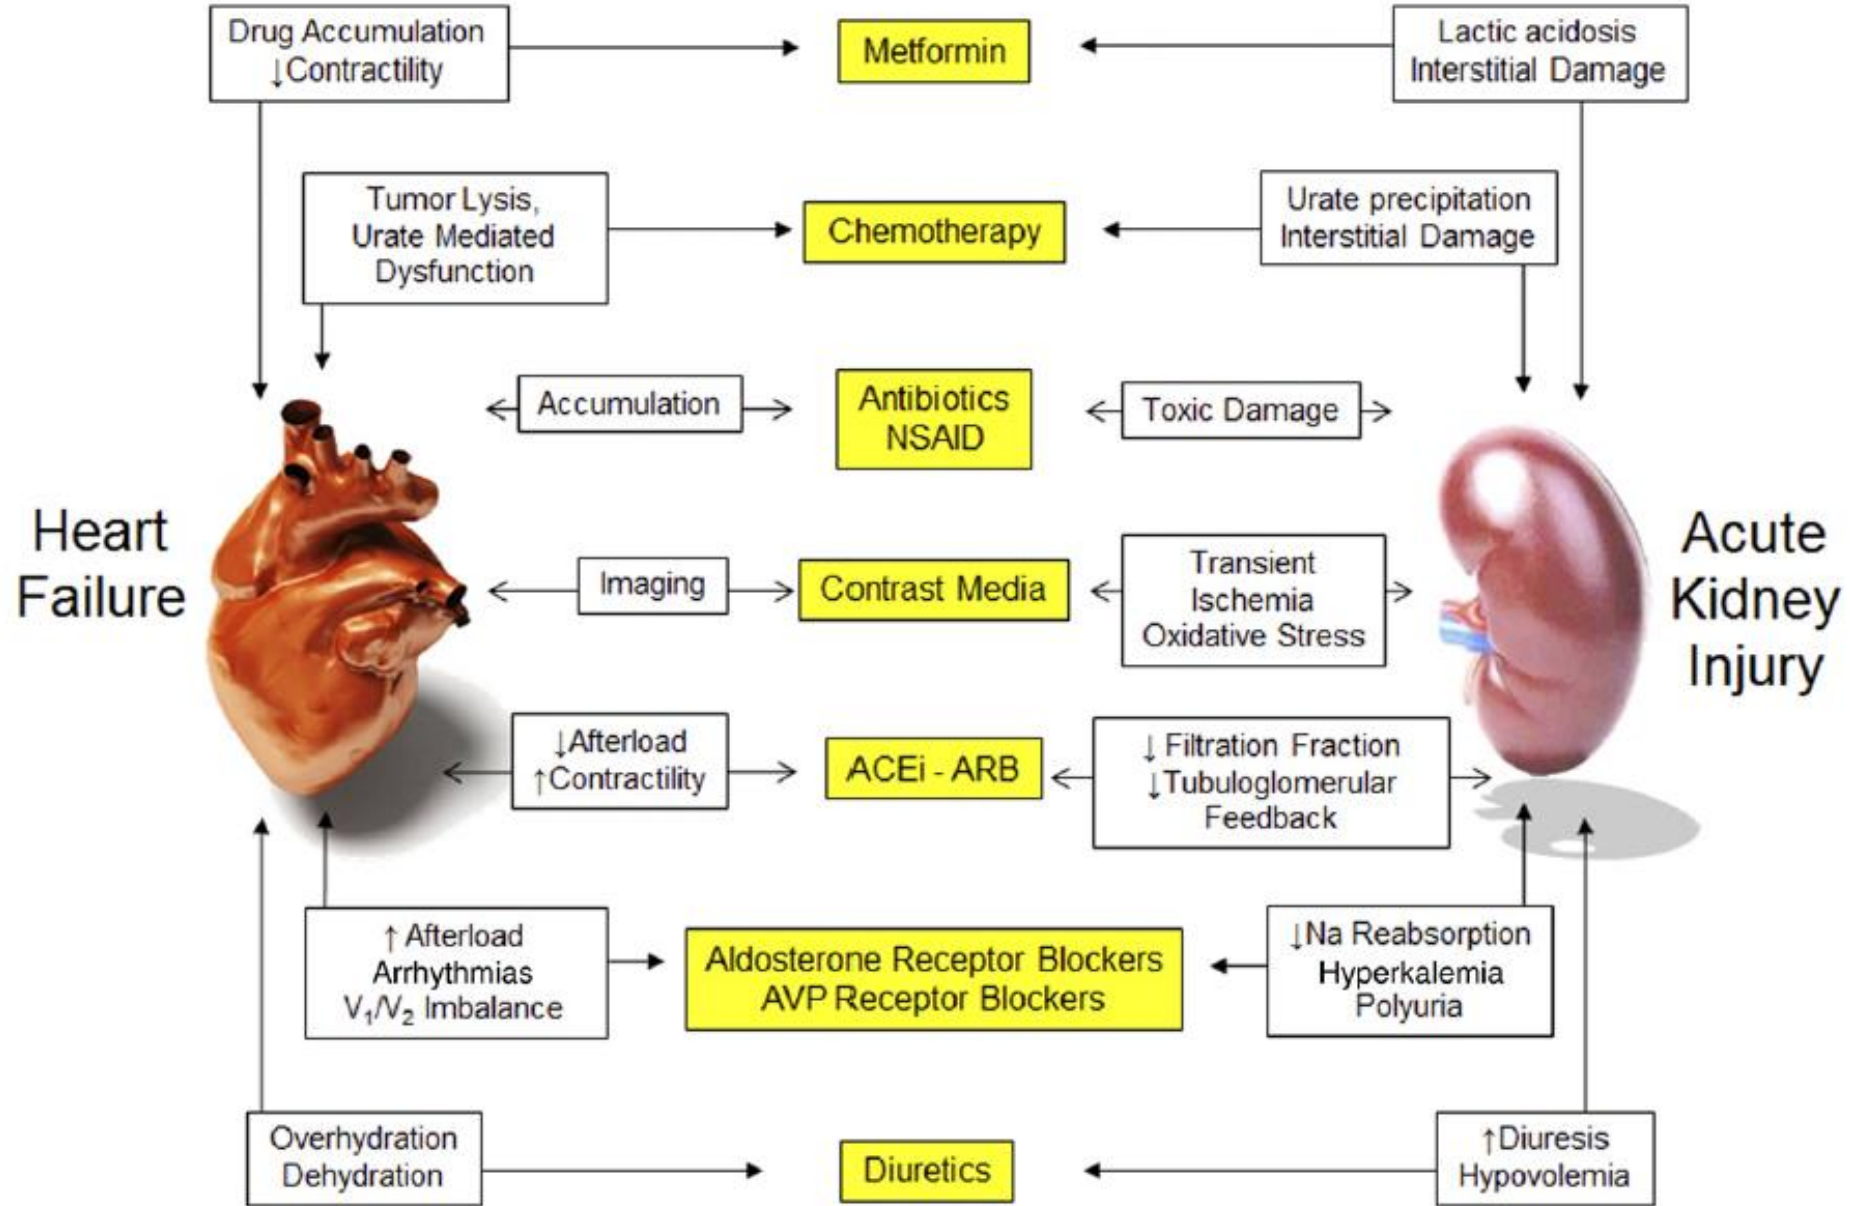 Drug Accumulation
↓Contractility
Metformin
Lactic acidosis
Interstitial Damage
Tumor Lysis,
Urate Mediated
Dysfunction
Chemotherapy
Urate precipitation
Interstitial Damage
Accumulation
Antibiotics
NSAID
Toxic Damage
Heart
Failure
Imaging
Contrast Media
Transient
Ischemia
Oxidative Stress
Acute
Kidney
Injury
↓Afterload
↑Contractility
ACEi - ARB
↓ Filtration Fraction
↓Tubuloglomerular
Feedback
↑ Afterload
Arrhythmias
V₁/V₂ Imbalance
Aldosterone Receptor Blockers
AVP Receptor Blockers
↓Na Reabsorption
Hyperkalemia
Polyuria
Overhydration
Dehydration
Diuretics
↑Diuresis
Hypovolemia